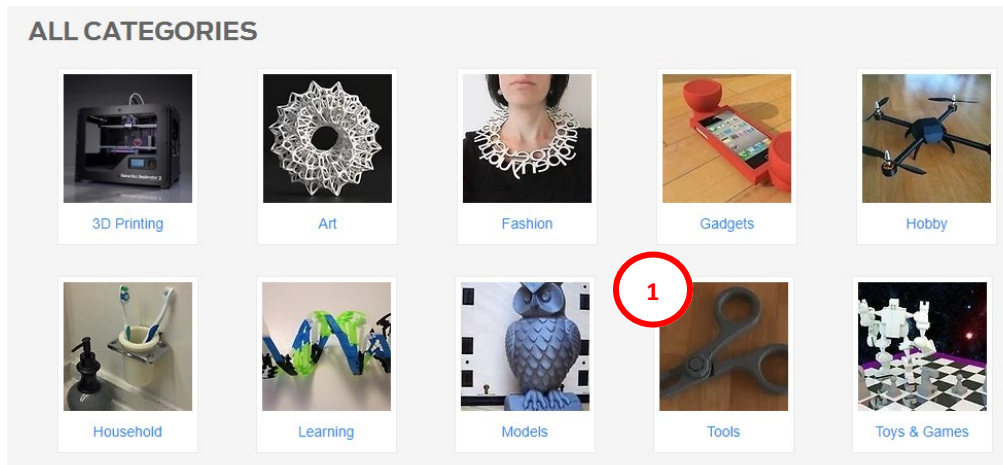 ALL CATEGORIES
3D Printing
Art
Fashion
Gadgets
Hobby
1
Household
Learning
Models
Tools
Toys & Games